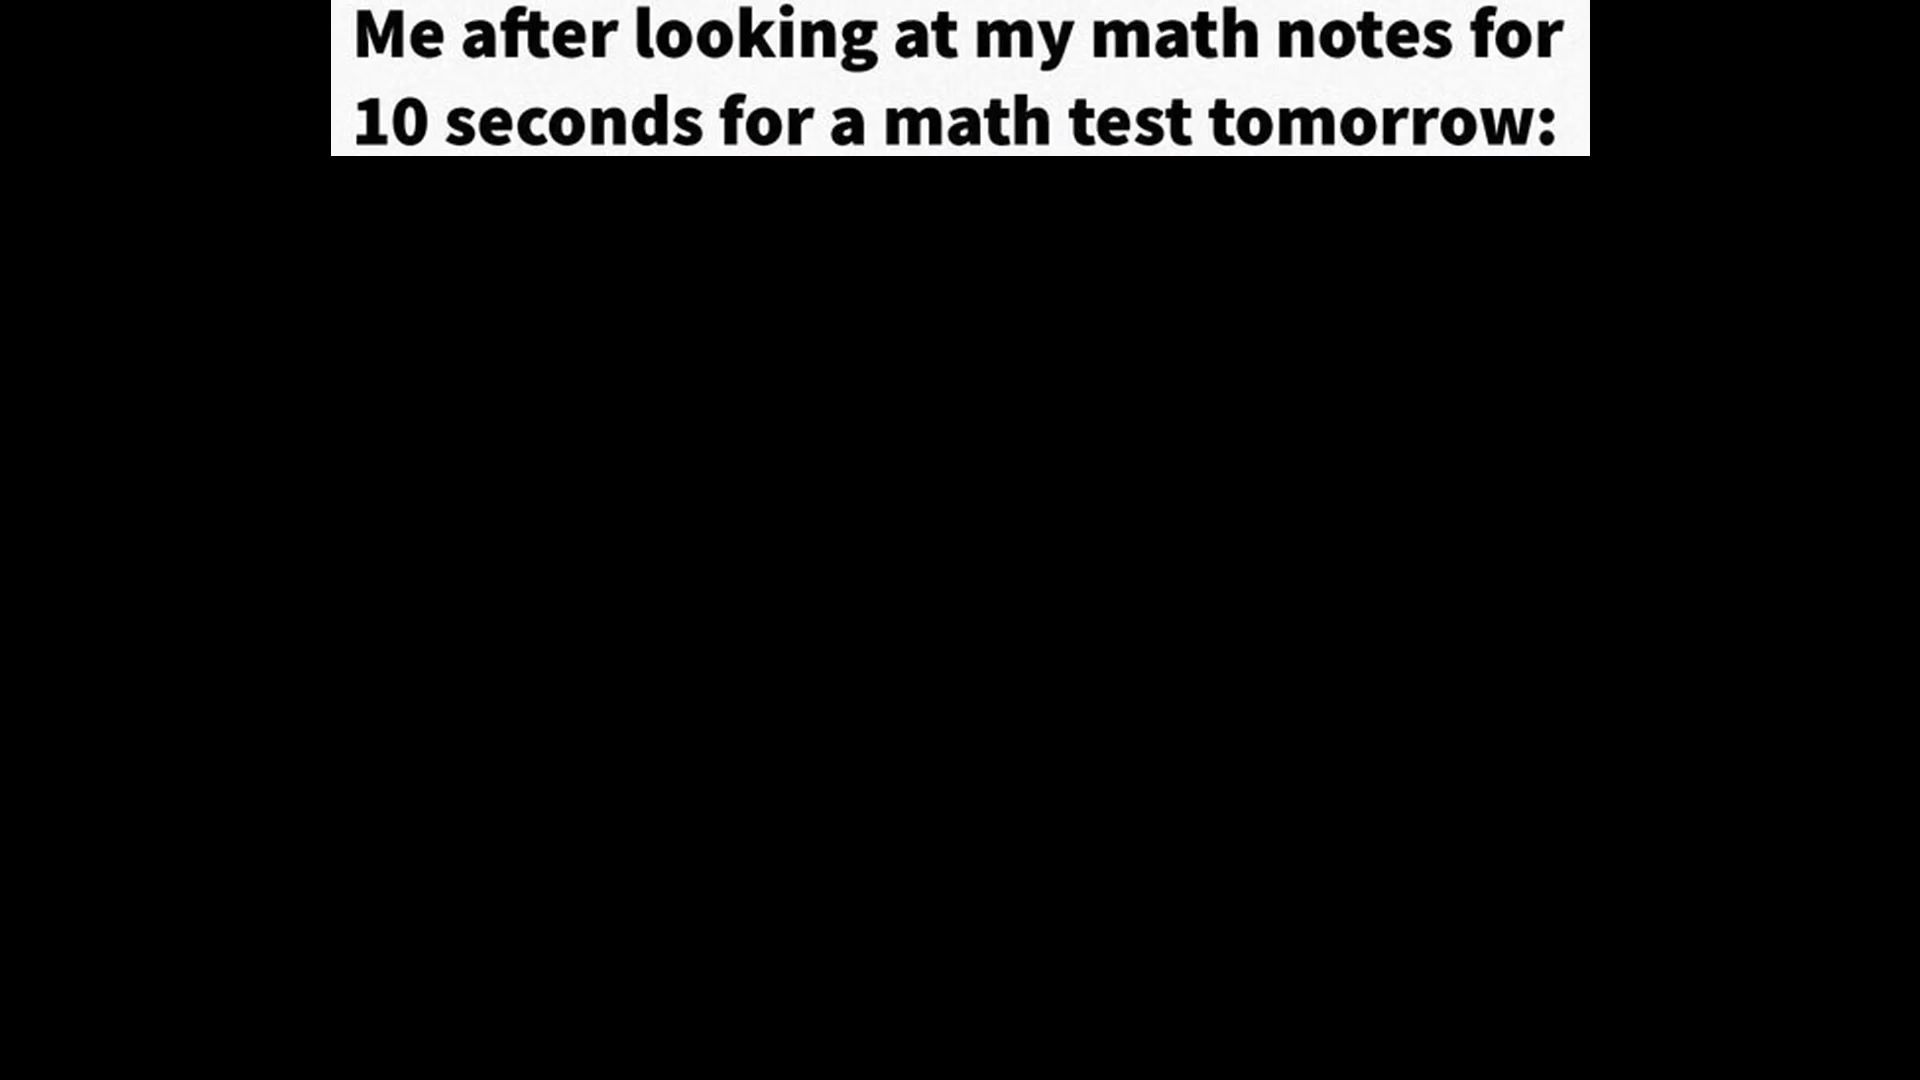 Me after looking at my math notes for
10 seconds for a math test tomorrow: